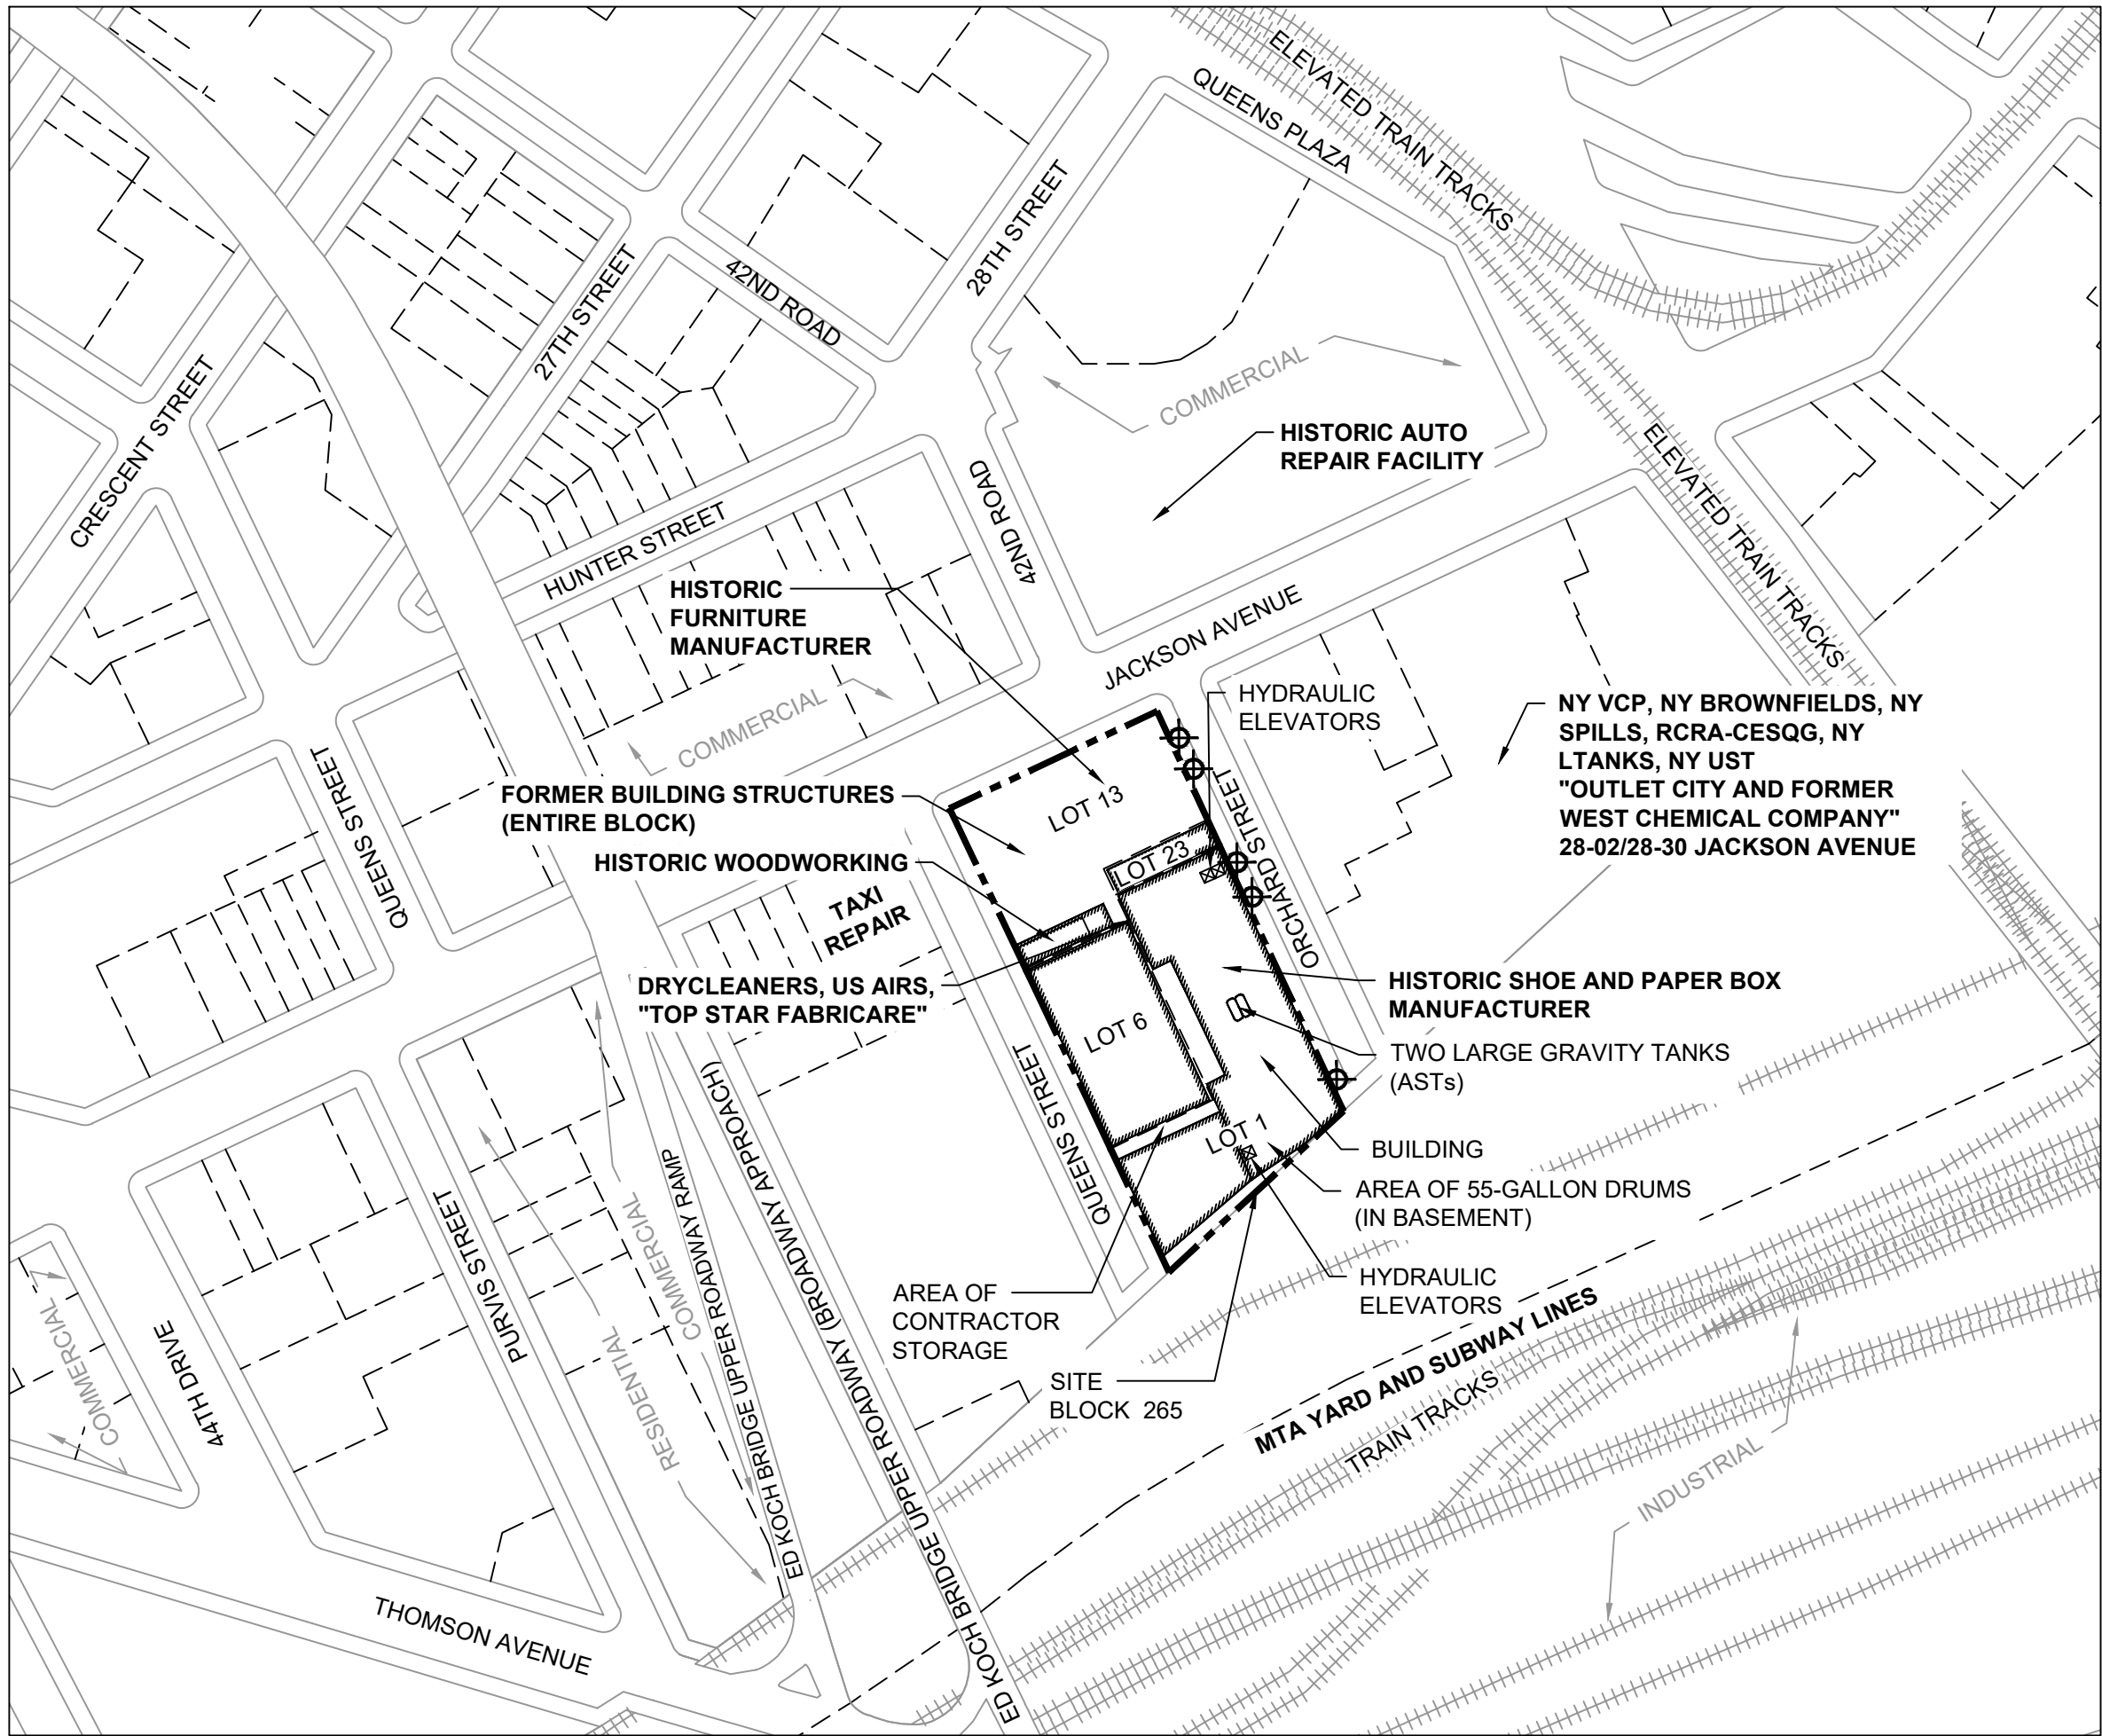 ELEVATED TRAIN TRACKS
QUEENS PLAZA
28TH STREET
42ND ROAD
27TH STREET
CRESCENT STREET
COMMERCIAL
HISTORIC AUTO
REPAIR FACILITY
ELEVATED TRAIN TRACKS
42ND ROAD
HUNTER STREET
HISTORIC
FURNITURE
MANUFACTURER
JACKSON AVENUE
HYDRAULIC
ELEVATORS
NY VCP, NY BROWNFIELDS, NY
SPILLS, RCRA-CESQG, NY
LTANKS, NY UST
"OUTLET CITY AND FORMER
WEST CHEMICAL COMPANY"
28-02/28-30 JACKSON AVENUE
COMMERCIAL
QUEENS STREET
FORMER BUILDING STRUCTURES
(ENTIRE BLOCK)
LOT 13
ORCHARD STREET
HISTORIC WOODWORKING
LOT 23
TAXI
REPAIR
DRYCLEANERS, US AIRS,
"TOP STAR FABRICARE"
HISTORIC SHOE AND PAPER BOX
MANUFACTURER
LOT 6
TWO LARGE GRAVITY TANKS
(ASTs)
QUEENS STREET
LOT 1
BUILDING
AREA OF 55-GALLON DRUMS
(IN BASEMENT)
HYDRAULIC
ELEVATORS
AREA OF
CONTRACTOR
STORAGE
SITE
BLOCK 265
MTA YARD AND SUBWAY LINES
TRAIN TRACKS
INDUSTRIAL
PURVIS STREET
COMMERCIAL
RESIDENTIAL
ED KOCH BRIDGE UPPER ROADWAY RAMP
ED KOCH BRIDGE UPPER ROADWAY (BROADWAY APPROACH)
COMMERCIAL
44TH DRIVE
THOMSON AVENUE